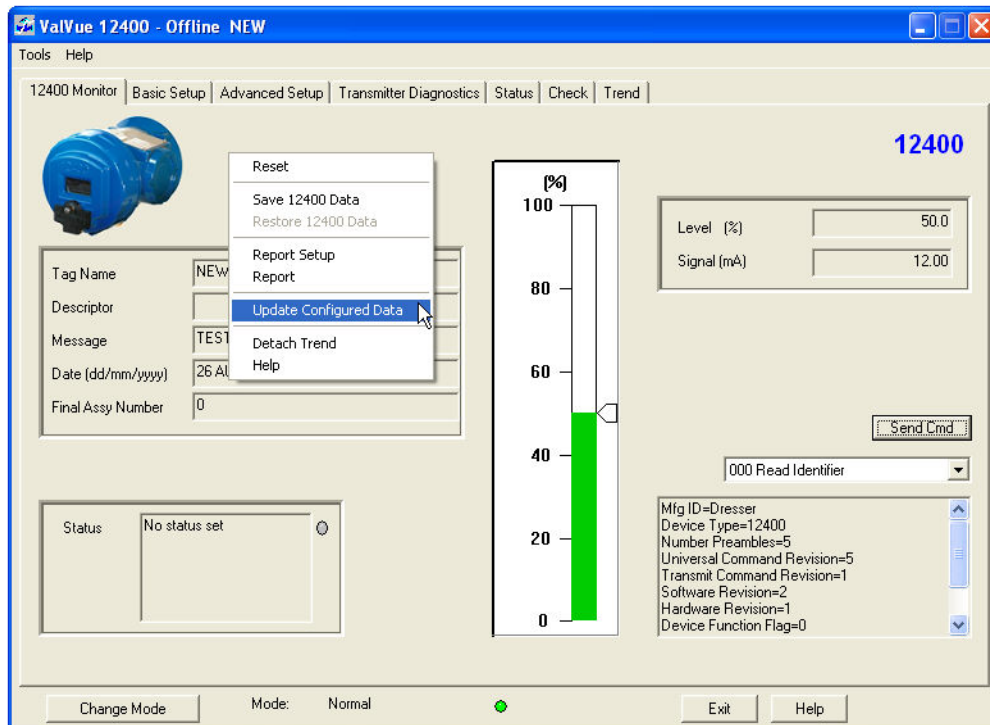 ValVue 12400 - Offline NEW
Tools Help
12400 Monitor Basic Setup Advanced Setup Transmitter Diagnostics Status Check Trend
12400
Reset
Save 12400 Data
Restore 12400 Data
Report Setup
Report
Update Configured Data
Detach Trend
Help
Tag Name NEW
Descriptor
Message TEST
Date (dd/mm/yyyy) 26
Final Assy Number 0
Status No status set
(%)
100
80
60
40
20
0
Level (%) 50.0
Signal (mA) 12.00
Send Cmd
000 Read Identifier
Mfg ID=Dresser
Device Type=12400
Number Preambles=5
Universal Command Revision=5
Transmit Command Revision=1
Software Revision=2
Hardware Revision=1
Device Function Flag=0
Change Mode Mode: Normal Exit Help